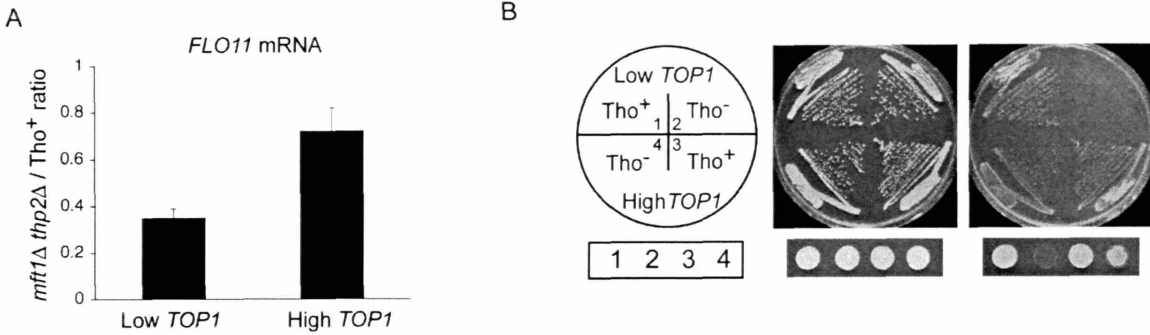 A
FLO11 mRNA
mft1Δ thp2Δ / Tho⁺ ratio
1
0.8
0.6
0.4
0.2
0
Low TOP1
High TOP1
B
Low TOP1
Tho⁺ 1 2 Tho⁻
Tho⁻ 4 3 Tho⁺
High TOP1
1 2 3 4